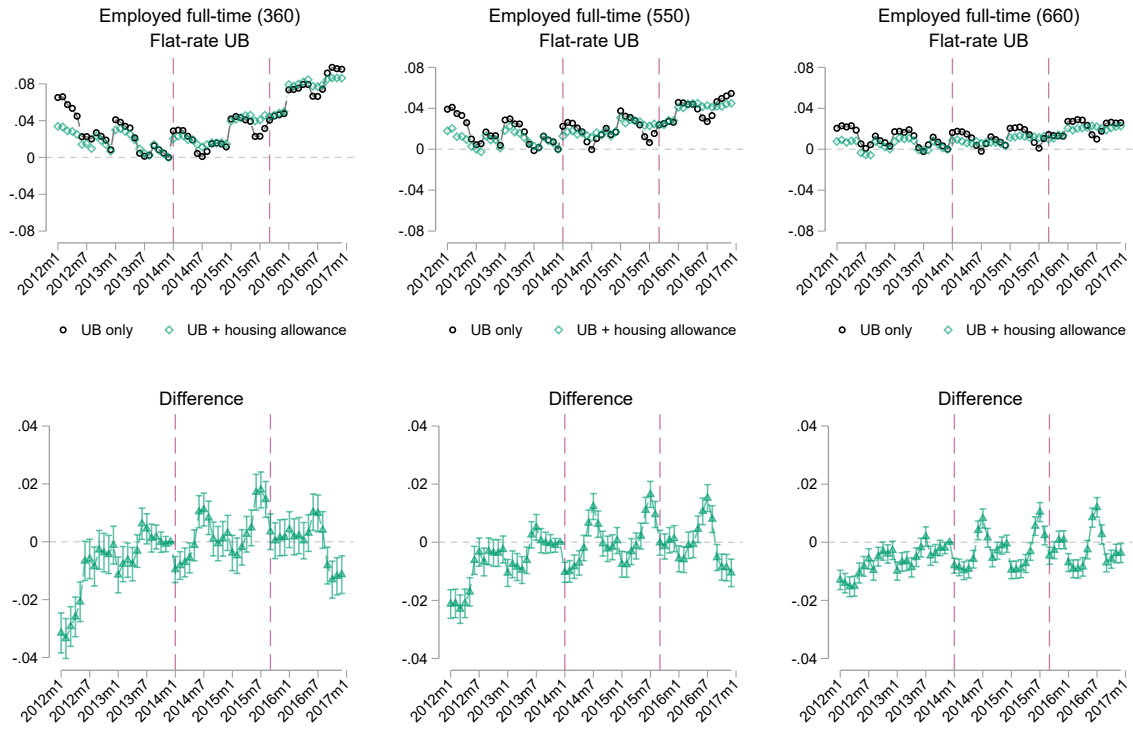 Employed full-time (360)
Flat-rate UB
.08
.04
0
-.04
-.08
2012m1
2012m7
2013m1
2013m7
2014m1
2014m7
2015m1
2015m7
2016m1
2016m7
2017m1
UB only
UB + housing allowance
Employed full-time (550)
Flat-rate UB
.08
.04
0
-.04
-.08
2012m1
2012m7
2013m1
2013m7
2014m1
2014m7
2015m1
2015m7
2016m1
2016m7
2017m1
UB only
UB + housing allowance
Employed full-time (660)
Flat-rate UB
.08
.04
0
-.04
-.08
2012m1
2012m7
2013m1
2013m7
2014m1
2014m7
2015m1
2015m7
2016m1
2016m7
2017m1
UB only
UB + housing allowance
Difference
.04
.02
0
-.02
-.04
2012m1
2012m7
2013m1
2013m7
2014m1
2014m7
2015m1
2015m7
2016m1
2016m7
2017m1
Difference
.04
.02
0
-.02
-.04
2012m1
2012m7
2013m1
2013m7
2014m1
2014m7
2015m1
2015m7
2016m1
2016m7
2017m1
Difference
.04
.02
0
-.02
-.04
2012m1
2012m7
2013m1
2013m7
2014m1
2014m7
2015m1
2015m7
2016m1
2016m7
2017m1